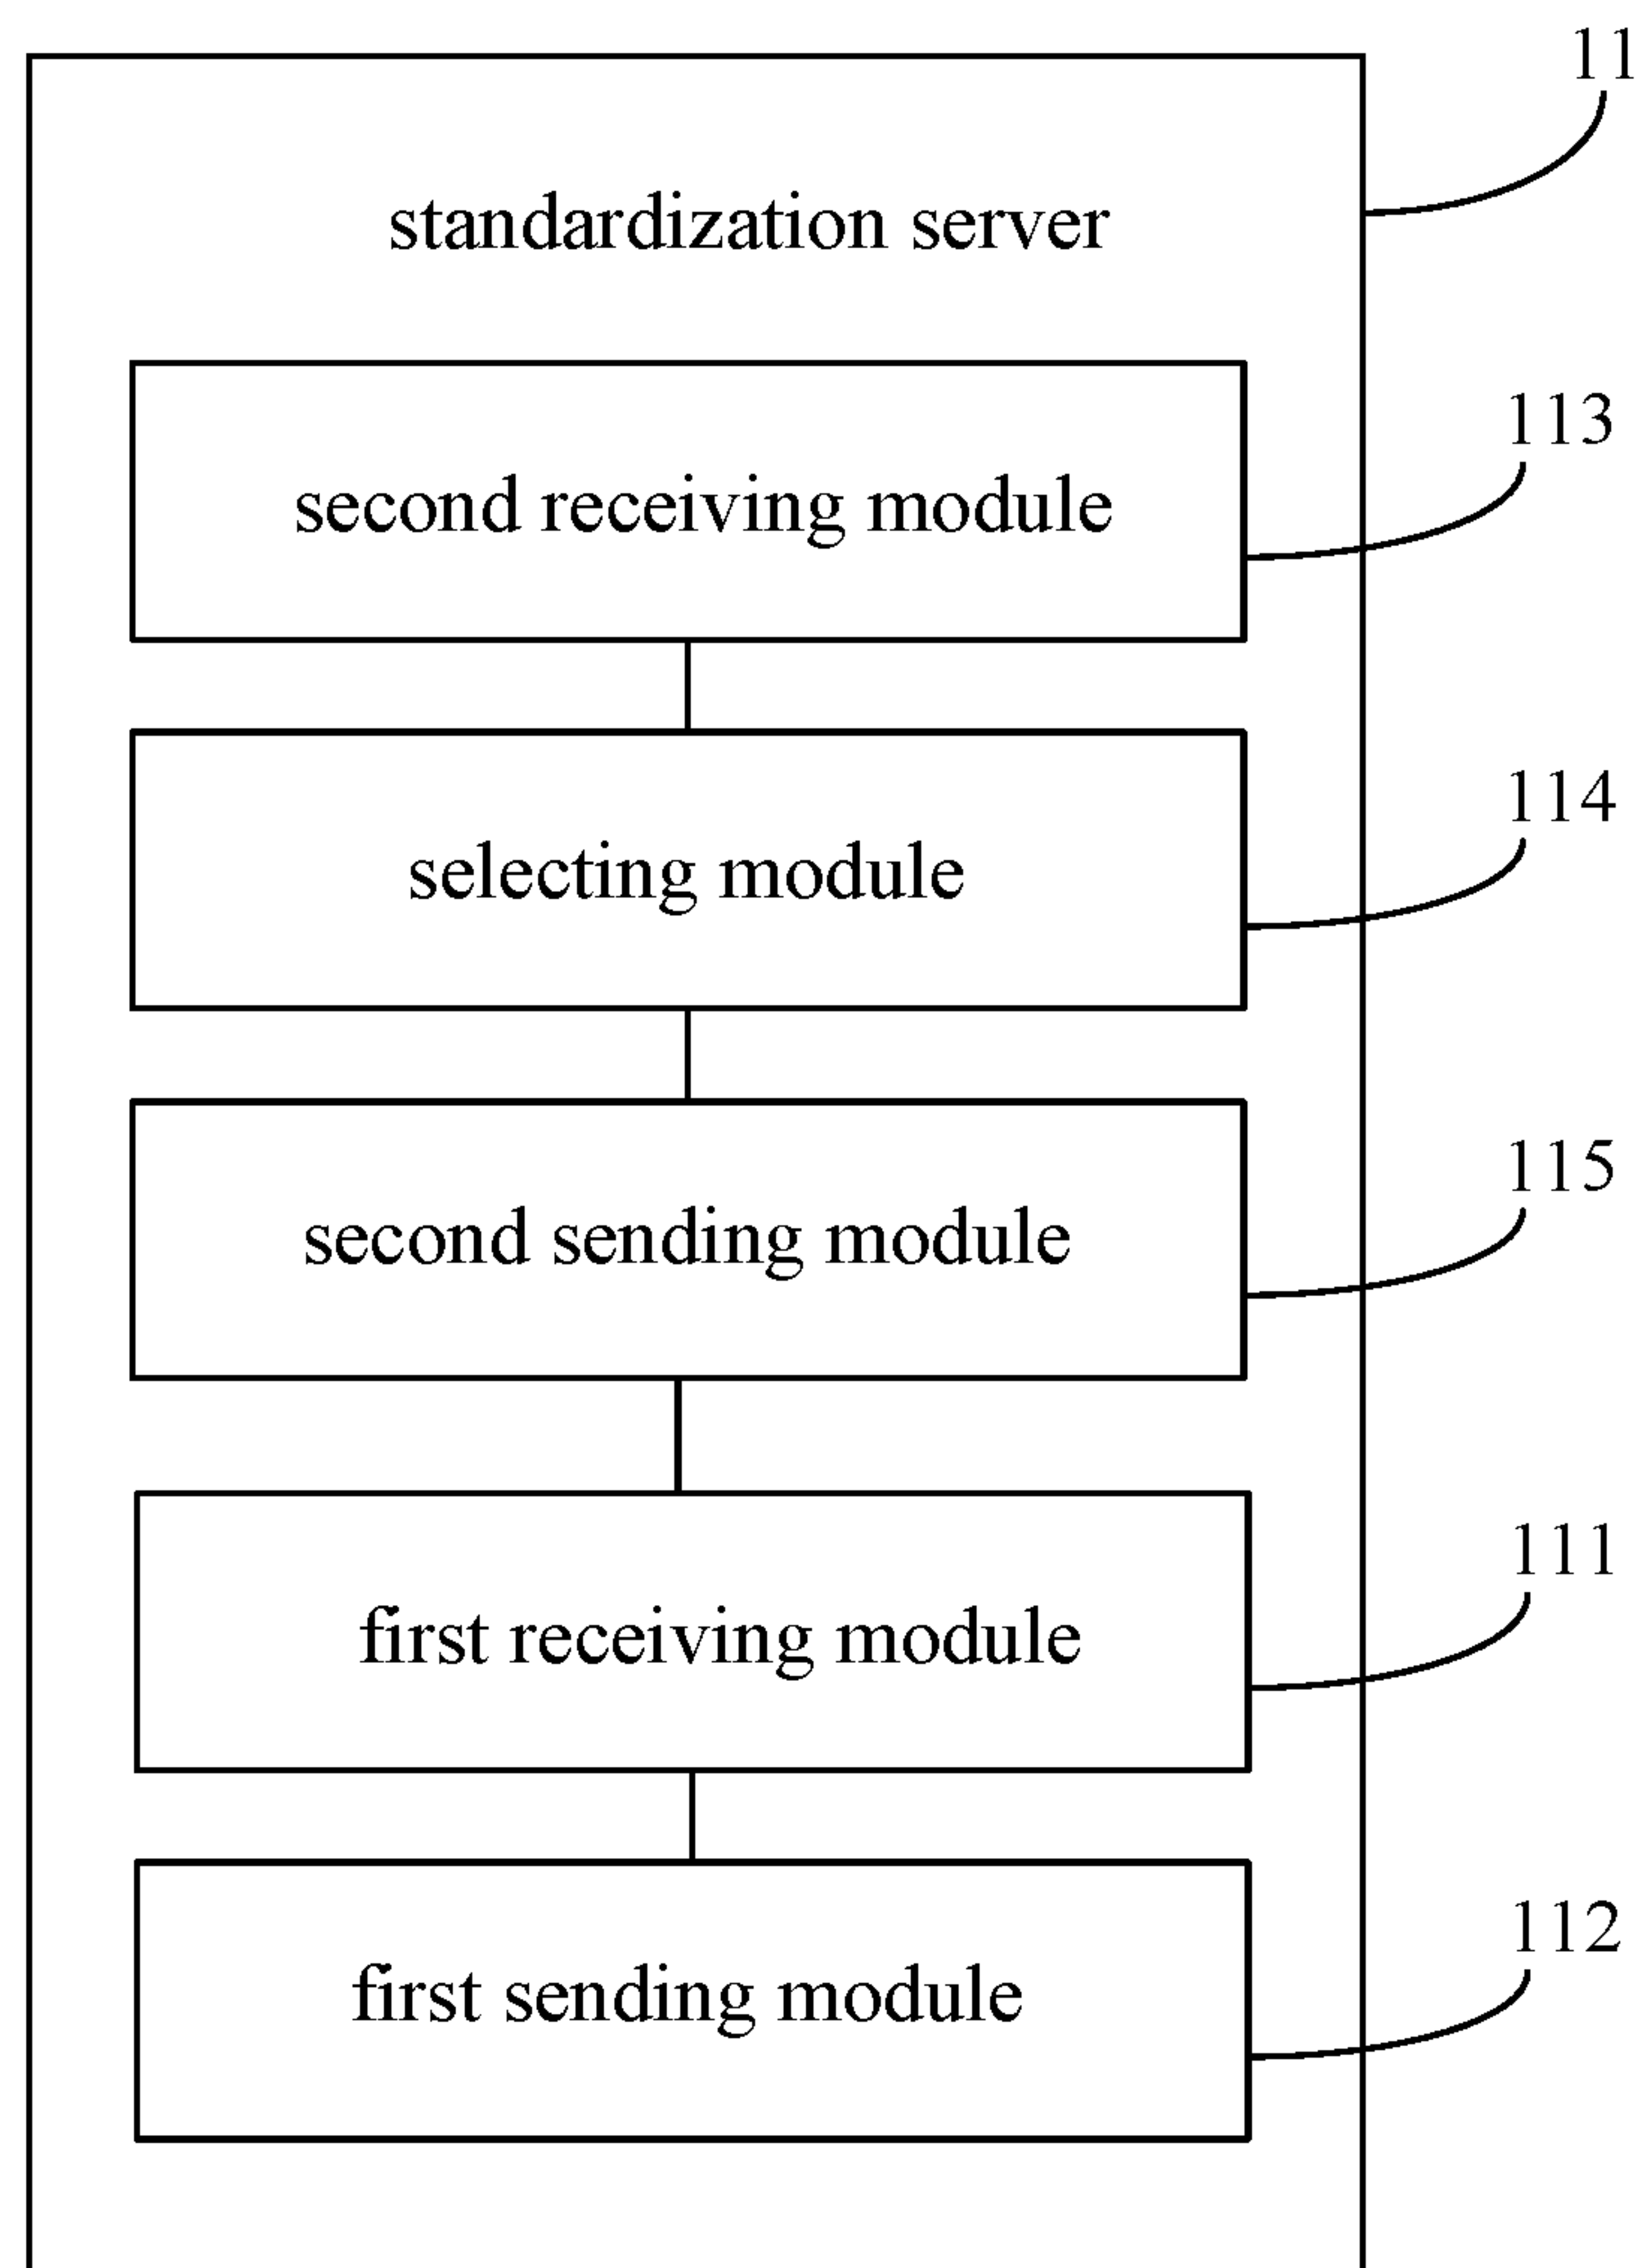 11
standardization server
113
second receiving module
114
selecting module
115
second sending module
111
first receiving module
112
first sending module